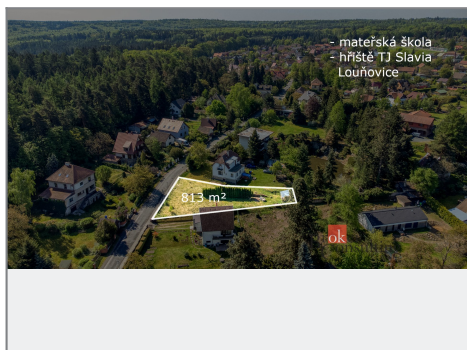 - mateřská škola
- hřiště TJ Slavia
Louňovice
813 m²
ok